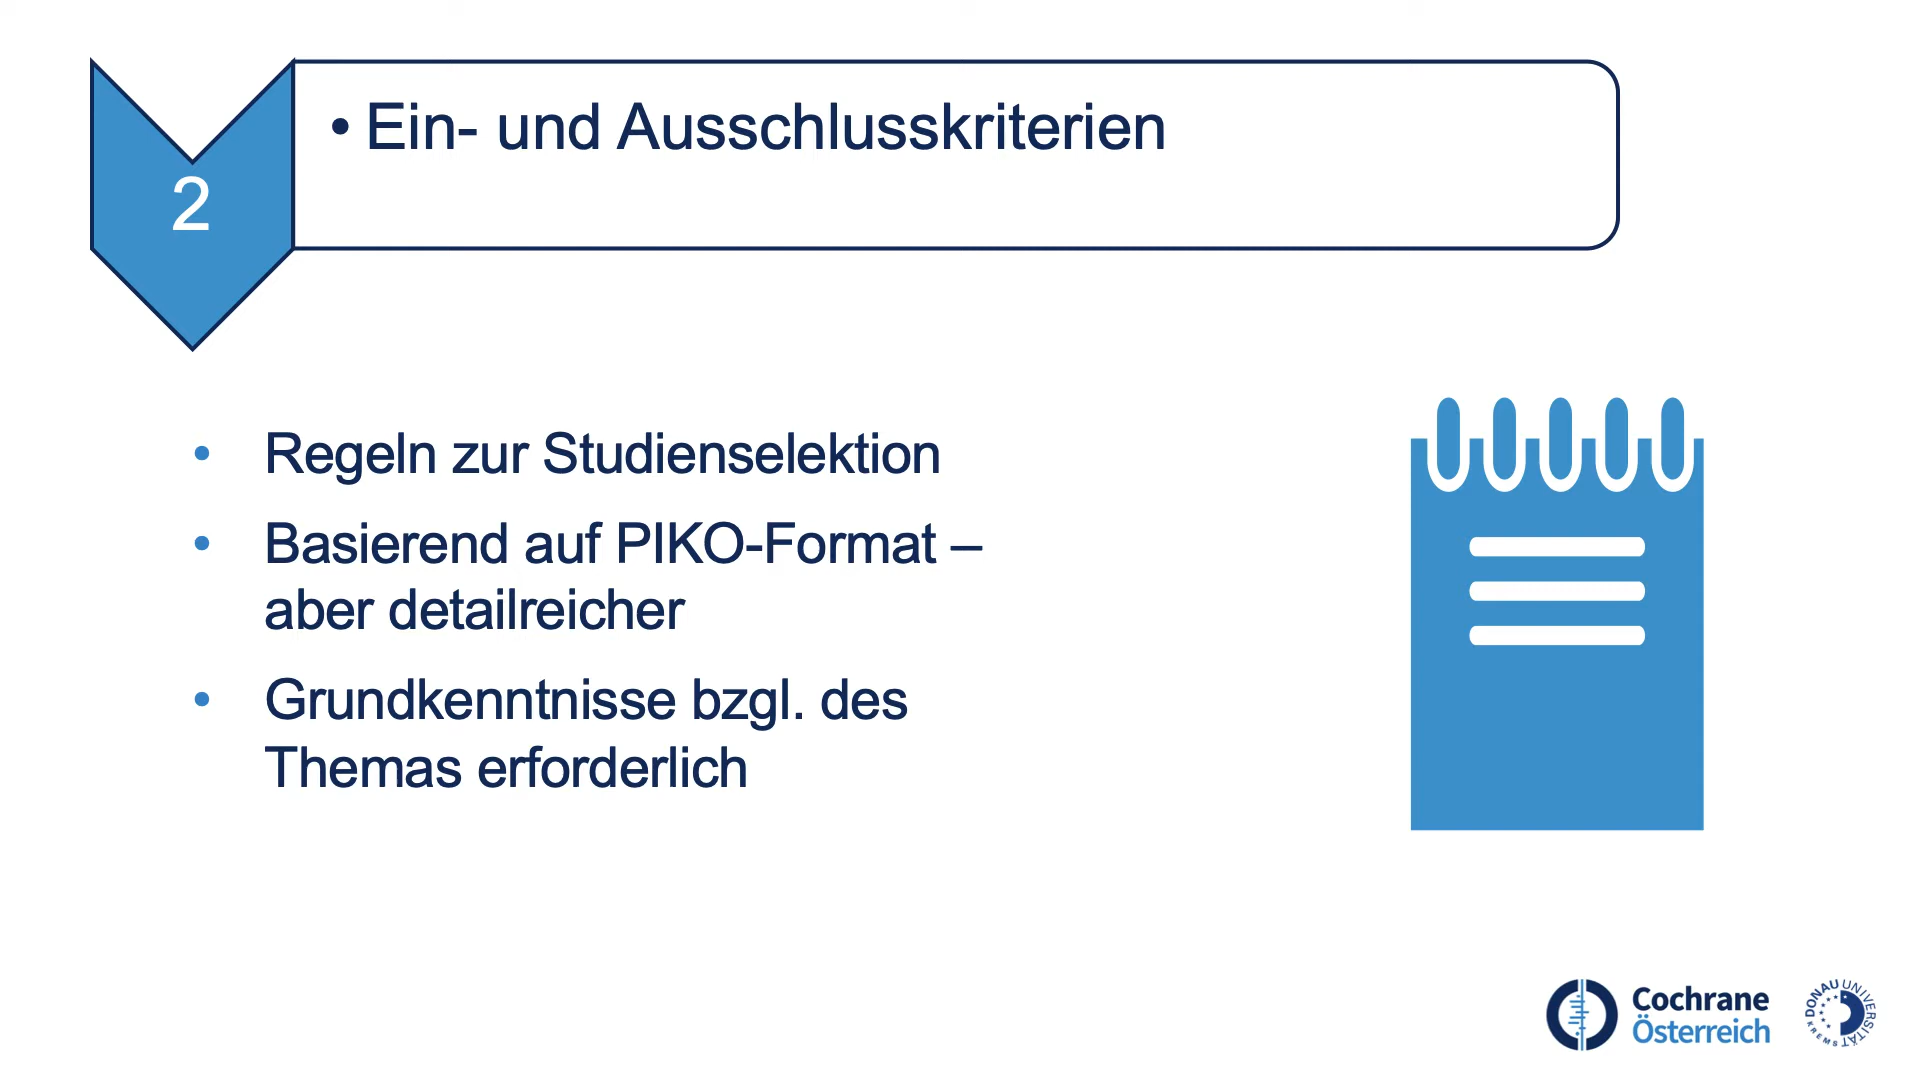 2
• Ein- und Ausschlusskriterien
• Regeln zur Studienselektion
• Basierend auf PIKO-Format –
aber detailreicher
• Grundkenntnisse bzgl. des
Themas erforderlich
Cochrane
Österreich
DONAU UNIVERSITÄT
KREMS